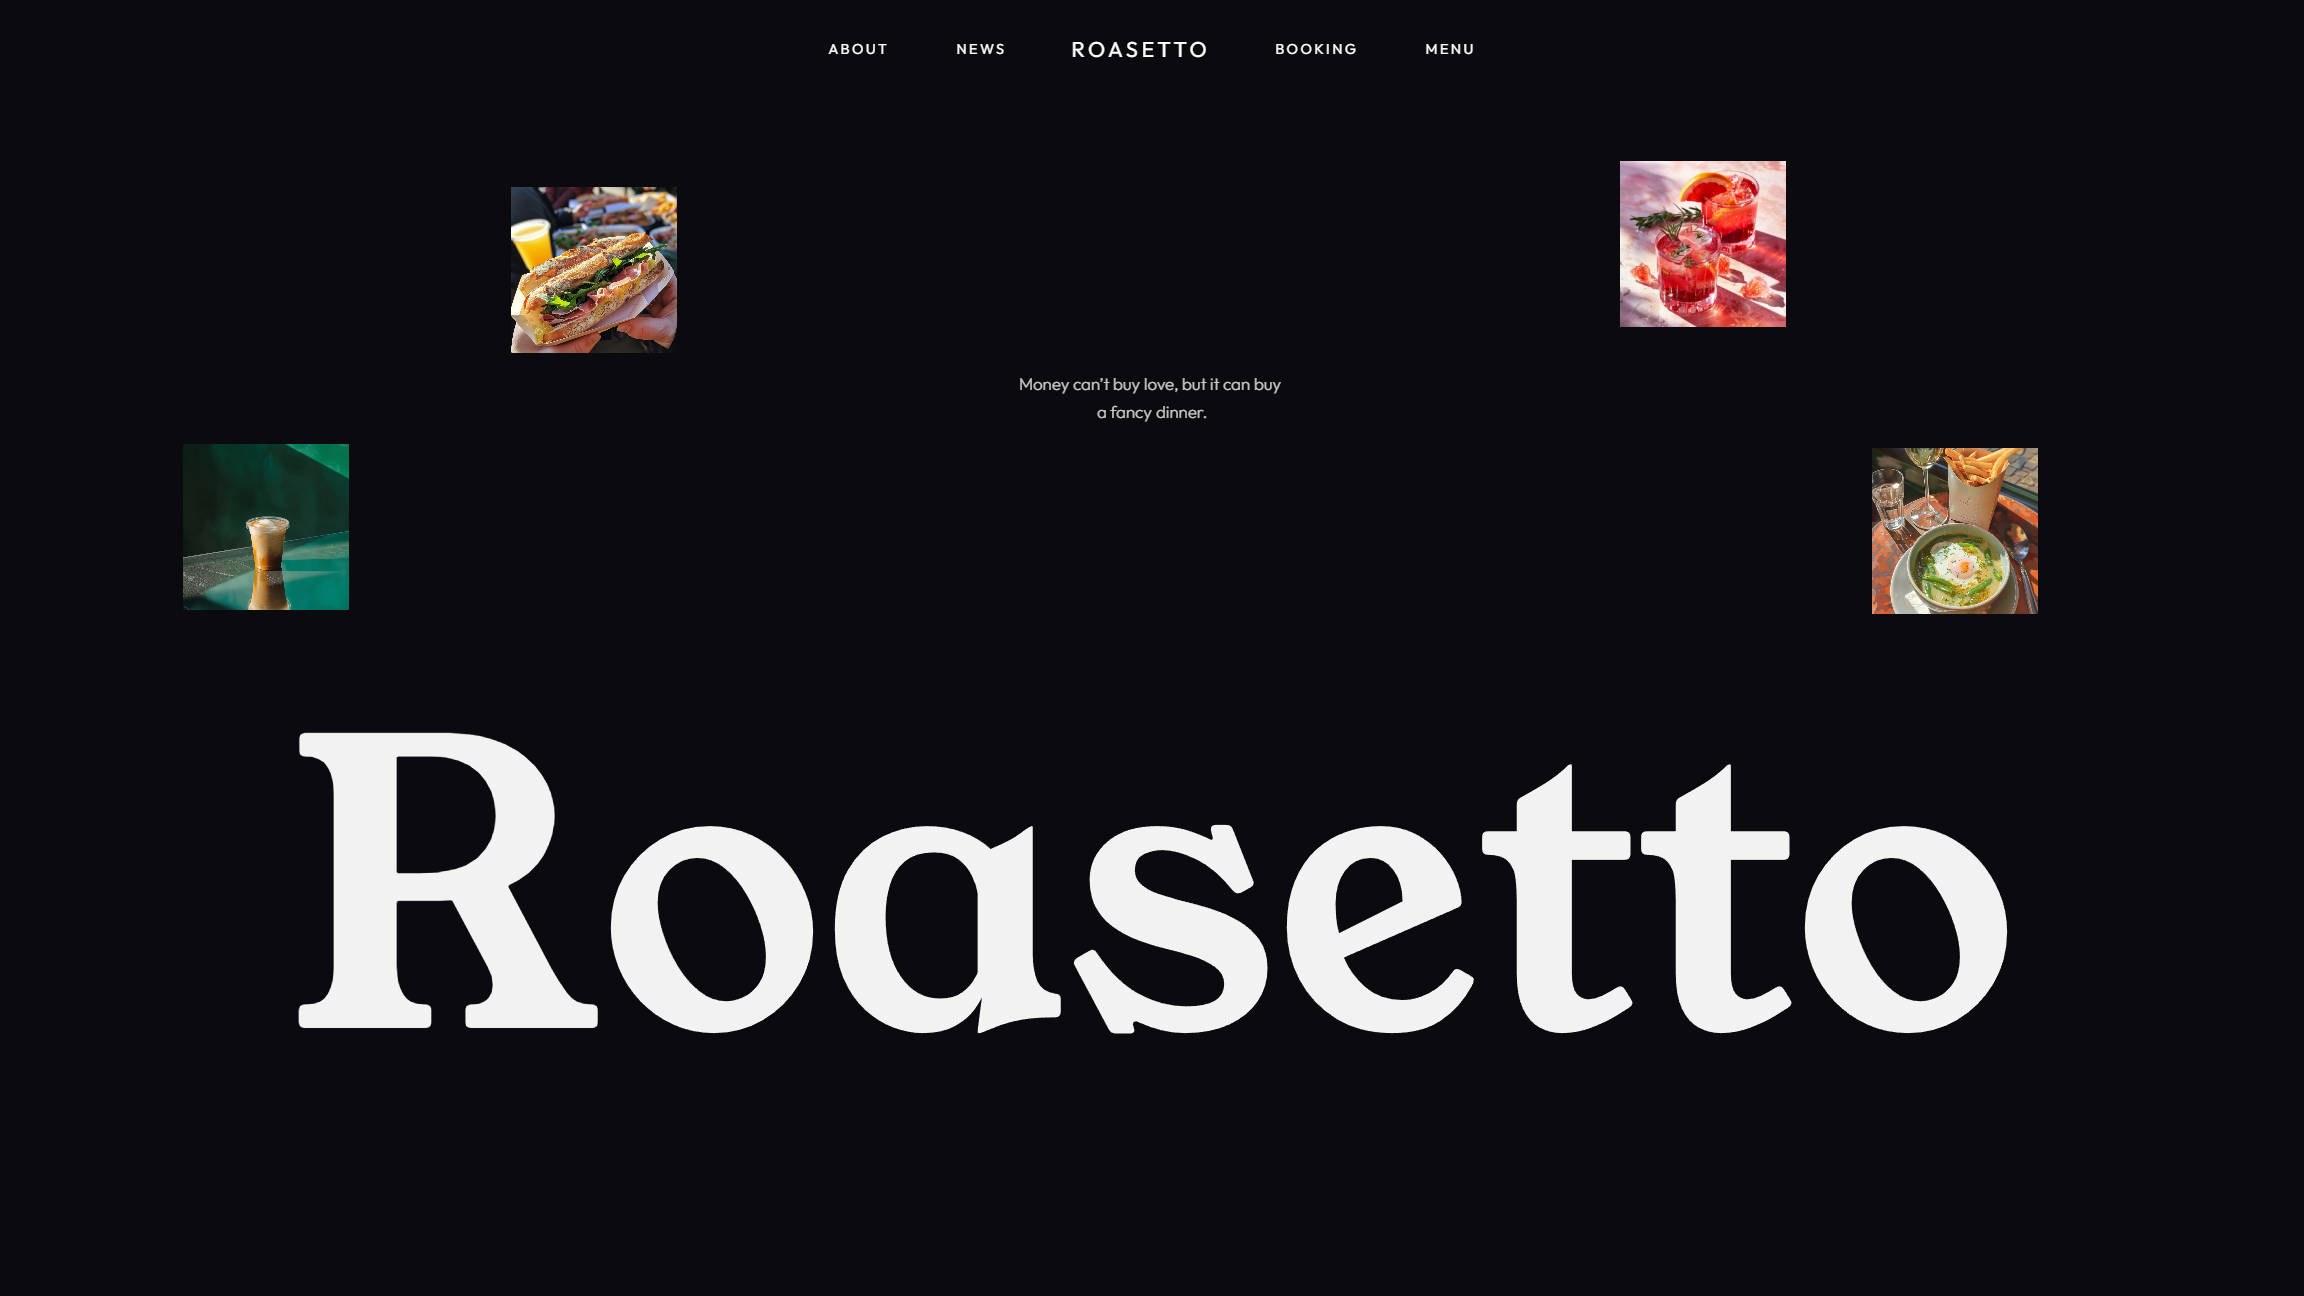 ABOUT NEWS ROASETTO BOOKING MENU
Money can't buy love, but it can buy
a fancy dinner.
Roasetto